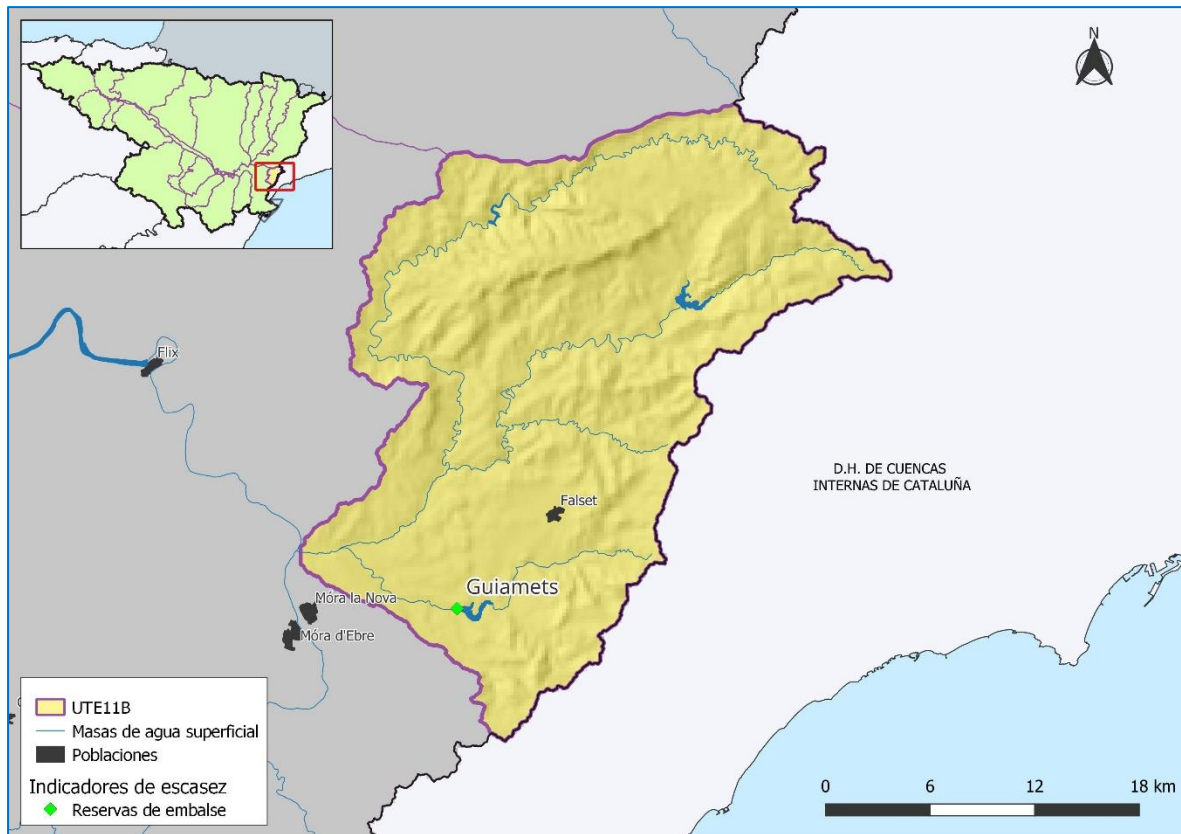 N
Flix
Falset
D.H. DE CUENCAS
INTERNAS DE CATALUÑA
Guiamets
Móra la Nova
Móra d'Ebre
UTE11B
Masas de agua superficial
Poblaciones
Indicadores de escasez
Reservas de embalse
0 6 12 18 km